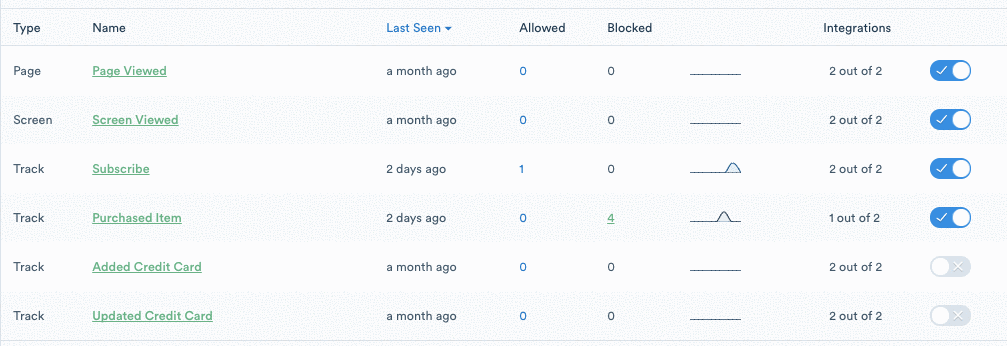 Type Name Last Seen Allowed Blocked Integrations
Page Page Viewed a month ago 0 0 2 out of 2
Screen Screen Viewed a month ago 0 0 2 out of 2
Track Subscribe 2 days ago 1 0 2 out of 2
Track Purchased Item 2 days ago 0 4 1 out of 2
Track Added Credit Card a month ago 0 0 2 out of 2
Track Updated Credit Card a month ago 0 0 2 out of 2